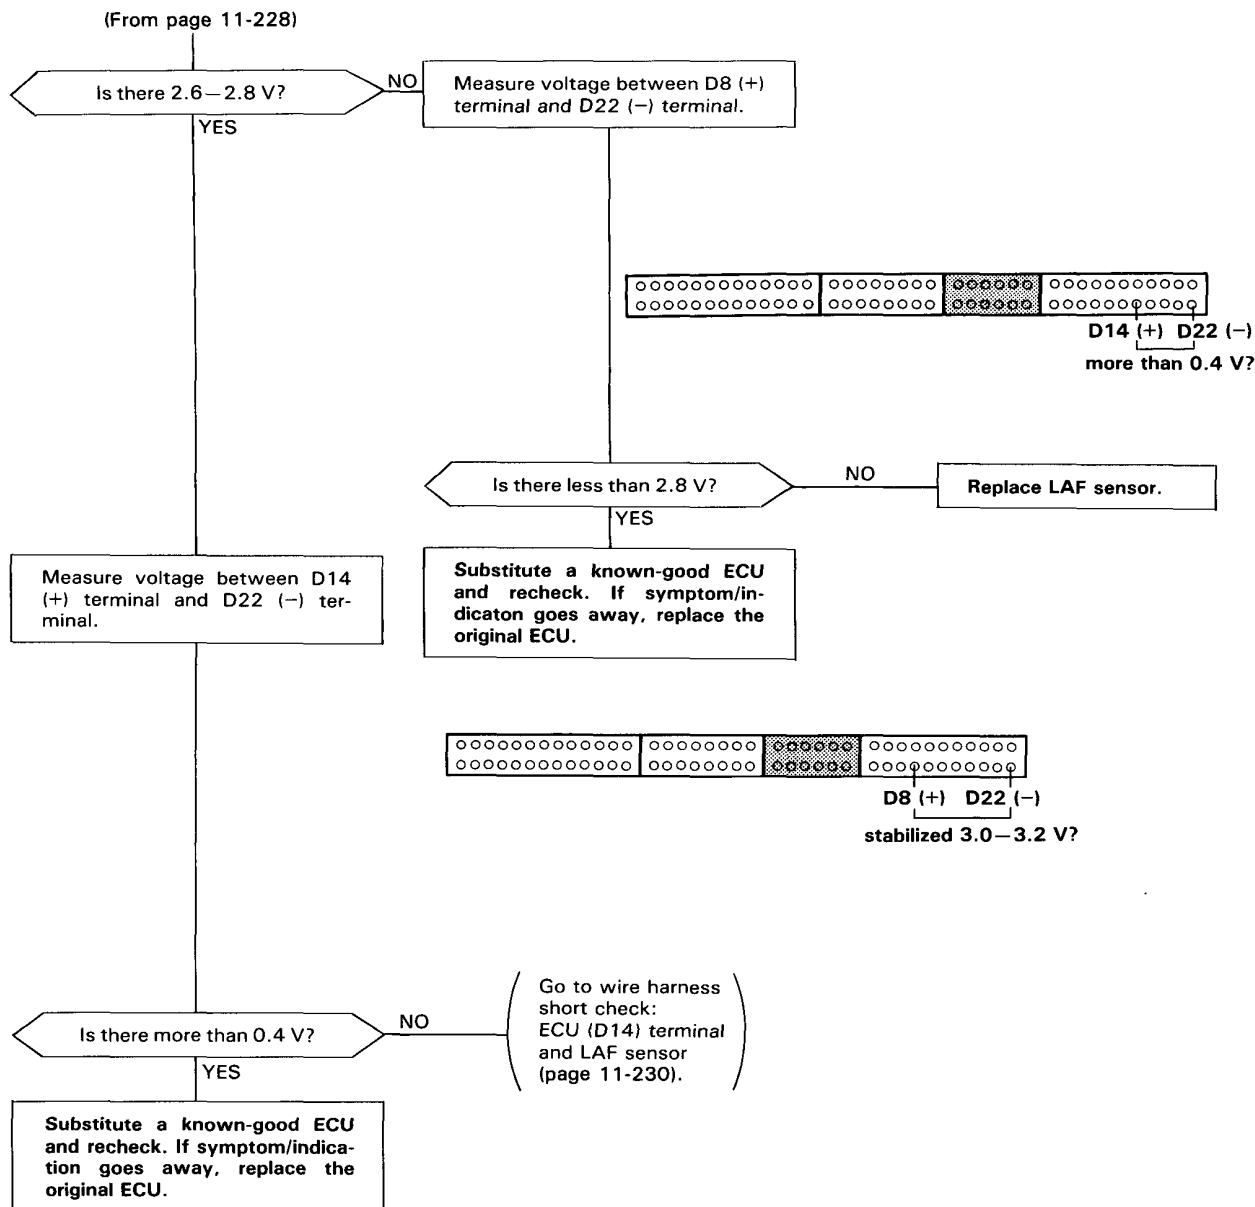 (From page 11-228)
Is there 2.6—2.8 V?
NO
YES
Measure voltage between D8 (+)
terminal and D22 (−) terminal.
D14 (+) D22 (−)
more than 0.4 V?
Is there less than 2.8 V?
NO
YES
Replace LAF sensor.
Measure voltage between D14
(+) terminal and D22 (−) ter-
minal.
Substitute a known-good ECU
and recheck. If symptom/in-
dicaton goes away, replace the
original ECU.
D8 (+) D22 (−)
stabilized 3.0—3.2 V?
Is there more than 0.4 V?
NO
YES
Go to wire harness
short check:
ECU (D14) terminal
and LAF sensor
(page 11-230).
Substitute a known-good ECU
and recheck. If symptom/indica-
tion goes away, replace the
original ECU.